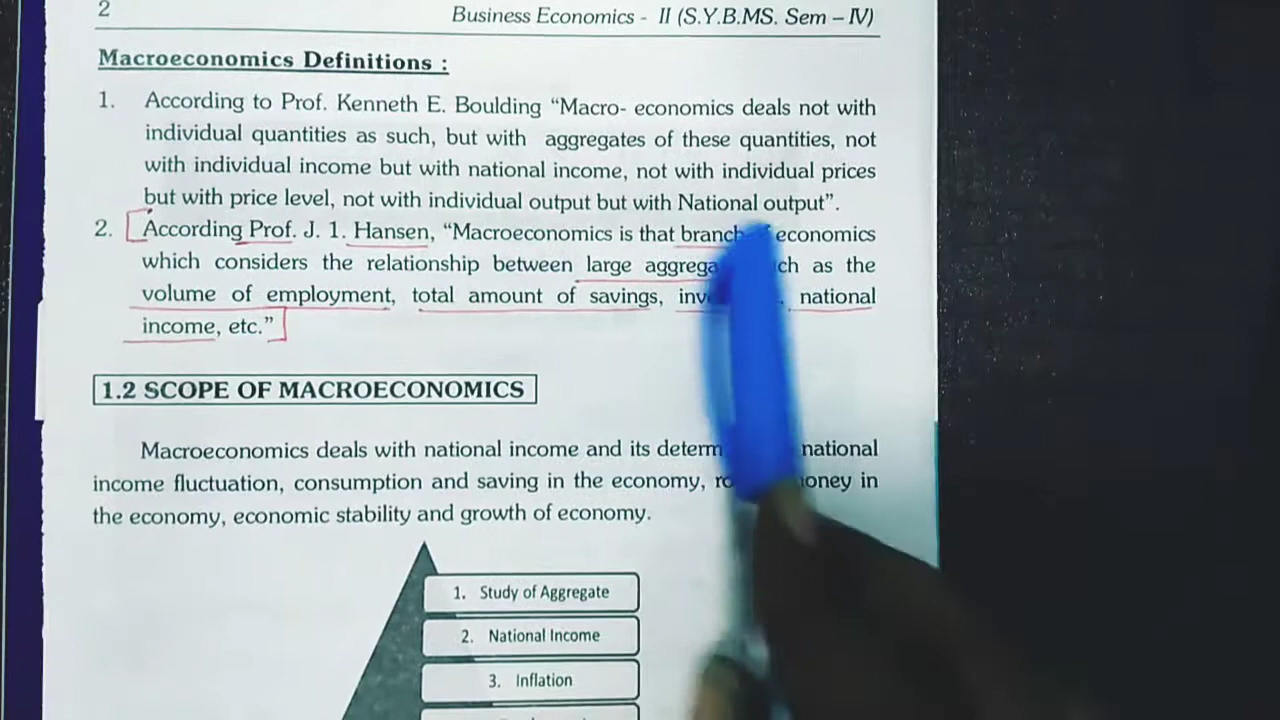 2
Business Economics - II (S.Y.B.MS. Sem – IV)
Macroeconomics Definitions :
1. According to Prof. Kenneth E. Boulding “Macro- economics deals not with
individual quantities as such, but with aggregates of these quantities, not
with individual income but with national income, not with individual prices
but with price level, not with individual output but with National output”.
2. According Prof. J. 1. Hansen, “Macroeconomics is that branch economics
which considers the relationship between large as the
volume of employment, total amount of savings, national
income, etc.”
1.2 SCOPE OF MACROECONOMICS
Macroeconomics deals with national income and its national
income fluctuation, consumption and saving in the economy, in
the economy, economic stability and growth of economy.
1. Study of Aggregate
2. National Income
3. Inflation